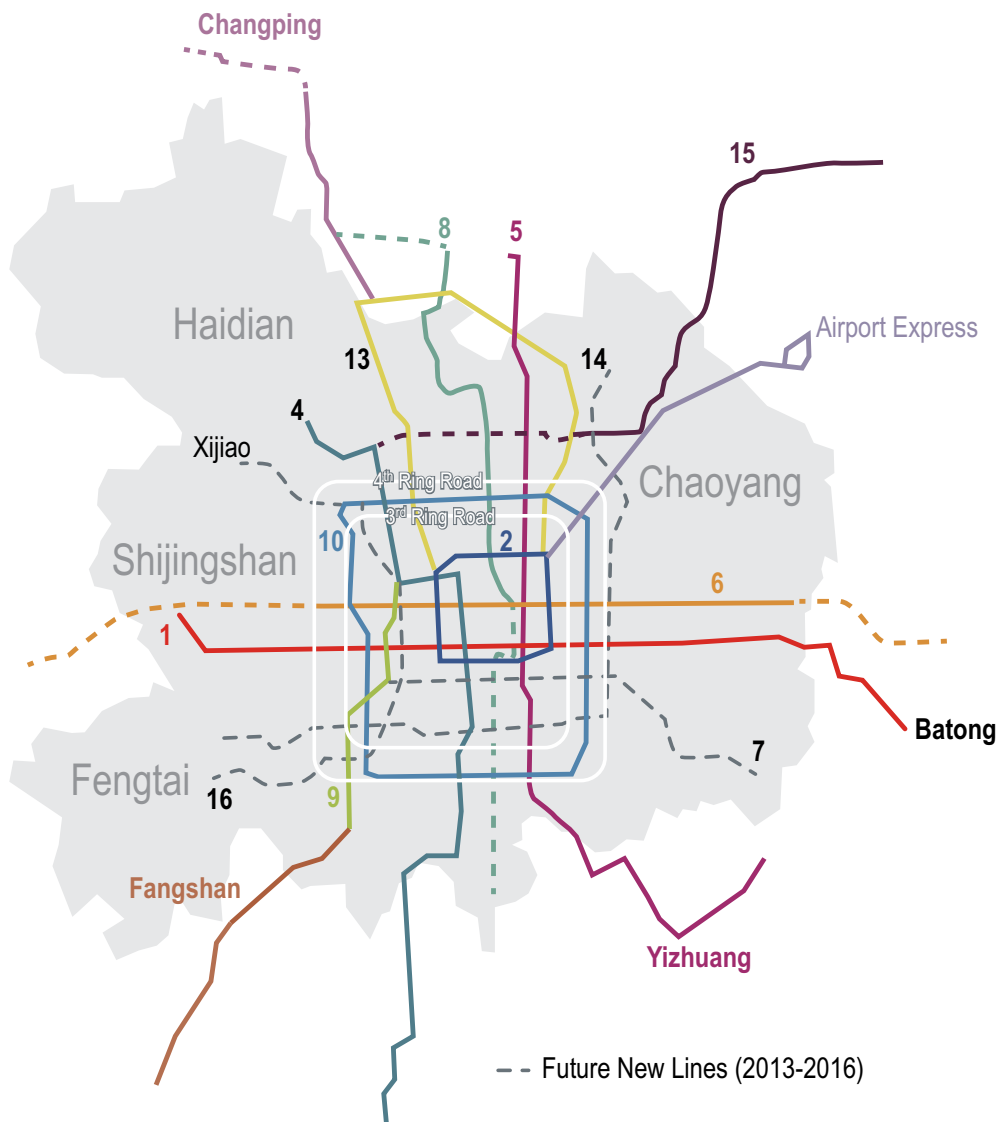 Changping
15
8
5
Haidian
Airport Express
13
14
4
Xijiao
4th Ring Road
Chaoyang
3rd Ring Road
10
2
Shijingshan
6
1
Batong
7
Fengtai
16
9
Fangshan
Yizhuang
Future New Lines (2013-2016)